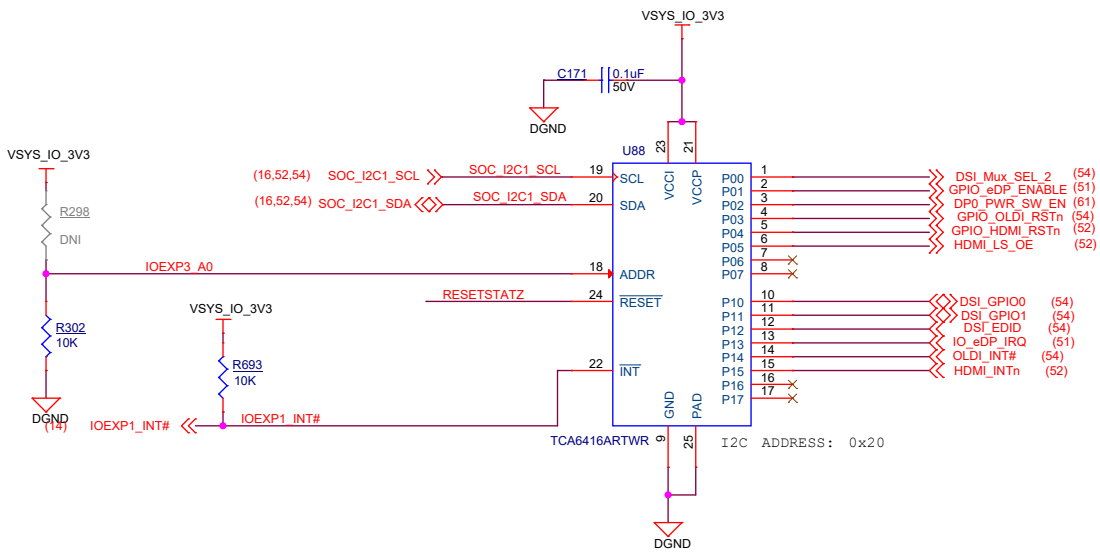 VSYS_IO_3V3
C171 0.1uF
50V
DGND
VSYS_IO_3V3
R298
DNI
IOEXP3_A0
R302
10K
DGND
VSYS_IO_3V3
R693
10K
(14) IOEXP1_INT#
IOEXP1_INT#
(16,52,54) SOC_I2C1_SCL
SOC_I2C1_SCL
(16,52,54) SOC_I2C1_SDA
SOC_I2C1_SDA
RESETSTATZ
U88
23
21
VCCI
VCCP
19 SCL
20 SDA
18 ADDR
24 RESET
22 INT
GND
PAD
9
25
TCA6416ARTWR
I2C ADDRESS: 0x20
DGND
P00 1 DSI_Mux_SEL_2 (54)
P01 2 GPIO_eDP_ENABLE (51)
P02 3 DP0_PWR_SW_EN (61)
P03 4 GPIO_OLDI_RSTn (54)
P04 5 GPIO_HDMI_RSTn (52)
P05 6 HDMI_LS_OE (52)
P06 7
P07 8
P10 10 DSI_GPIO0 (54)
P11 11 DSI_GPIO1 (54)
P12 12 DSI_EDID (54)
P13 13 IO_eDP_IRQ (51)
P14 14 OLDI_INT# (54)
P15 15 HDMI_INTn (52)
P16 16
P17 17